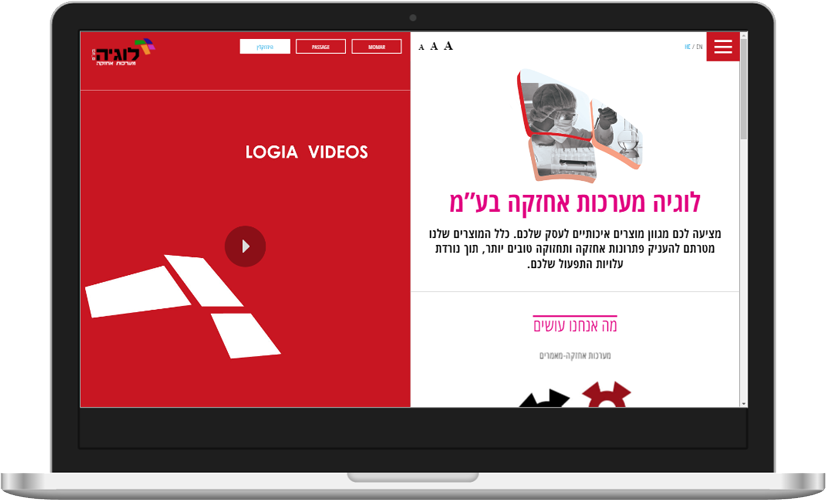 לוגיה
מערכות אחזקה
PASSAGE
MOMAR
LOGIA VIDEOS
A A A
HE / EN
לוגיה מערכות אחזקה בע״מ
מציעה לכם מגוון מוצרים איכותיים לעסק שלכם. כלל המוצרים שלנו
מטרתם להעניק פתרונות אחזקה ותחזוקה טובים יותר, תוך נורדת
עלויות התפעול שלכם.
מה אנחנו עושים
מערכות אחזקה-מאמרים